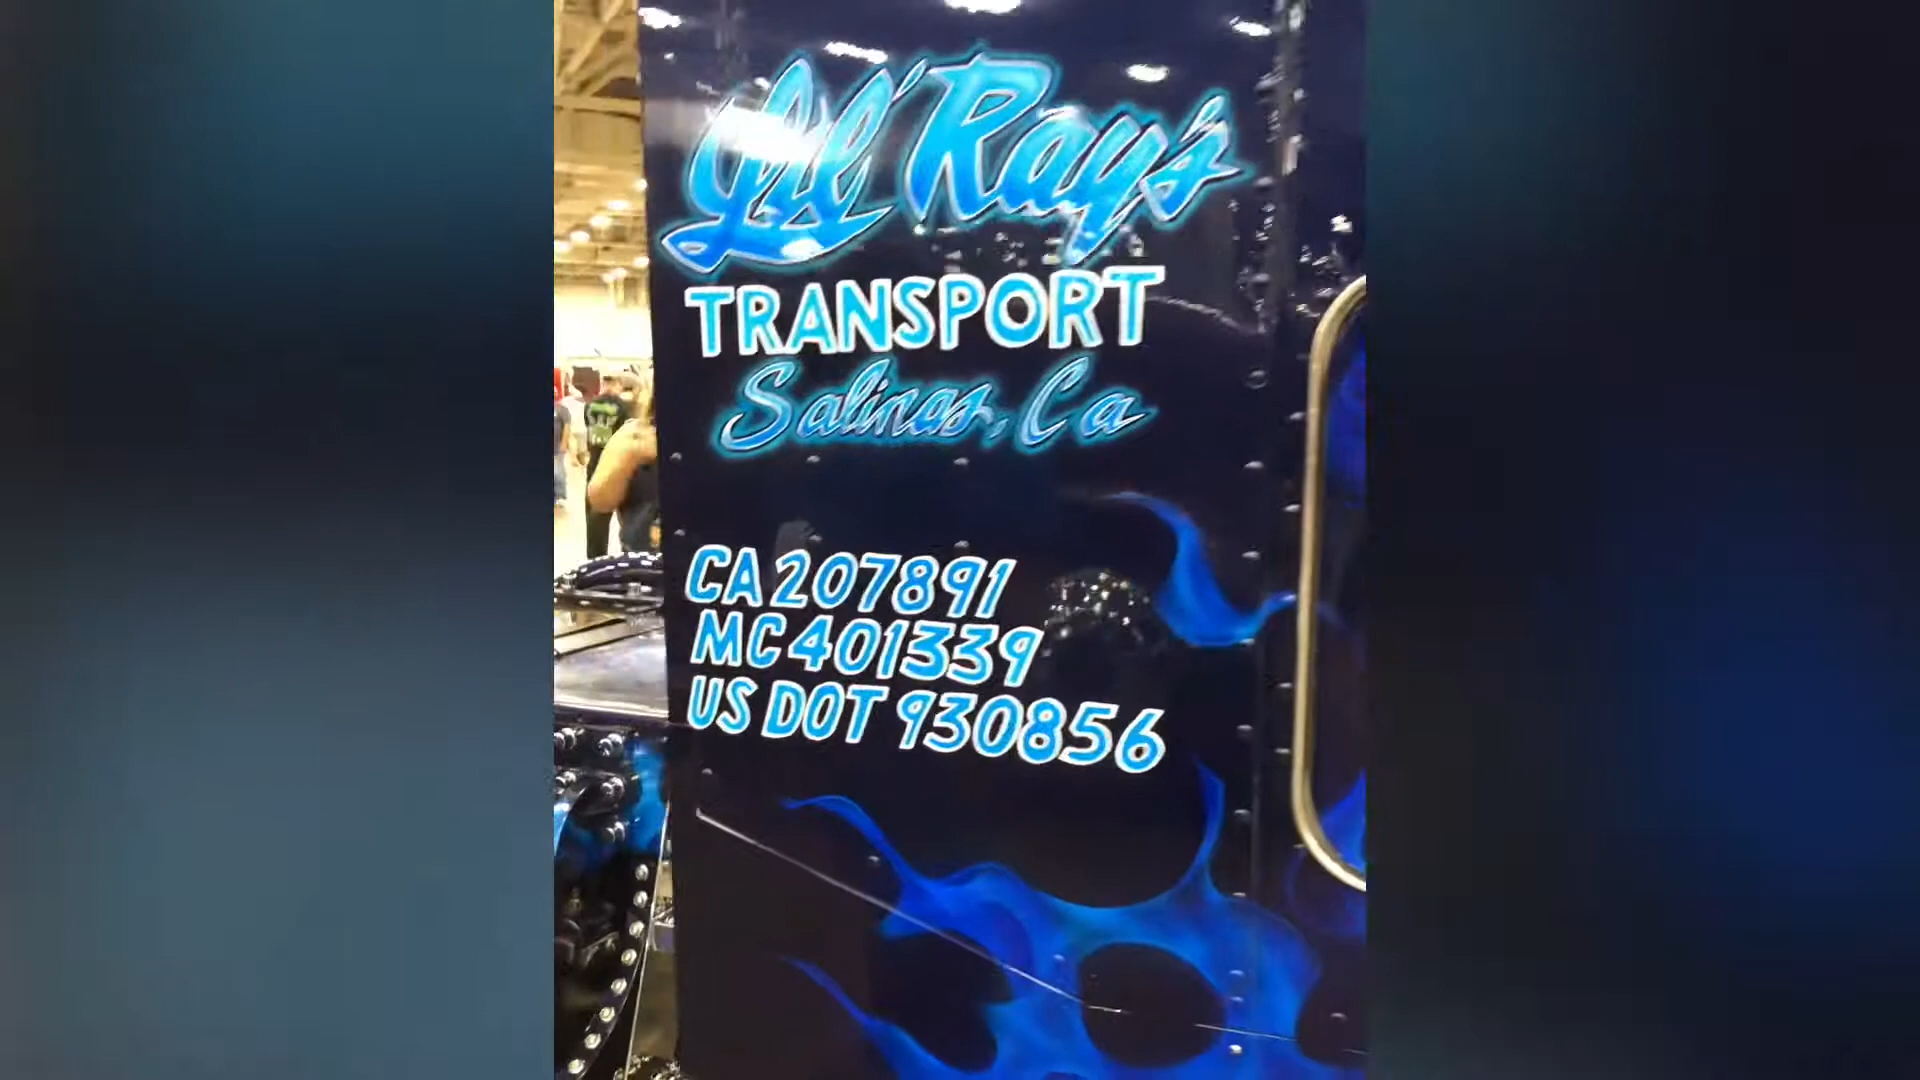 Lil' Ray's
TRANSPORT
Salinas, Ca
CA 207891
MC 401339
US DOT 930856